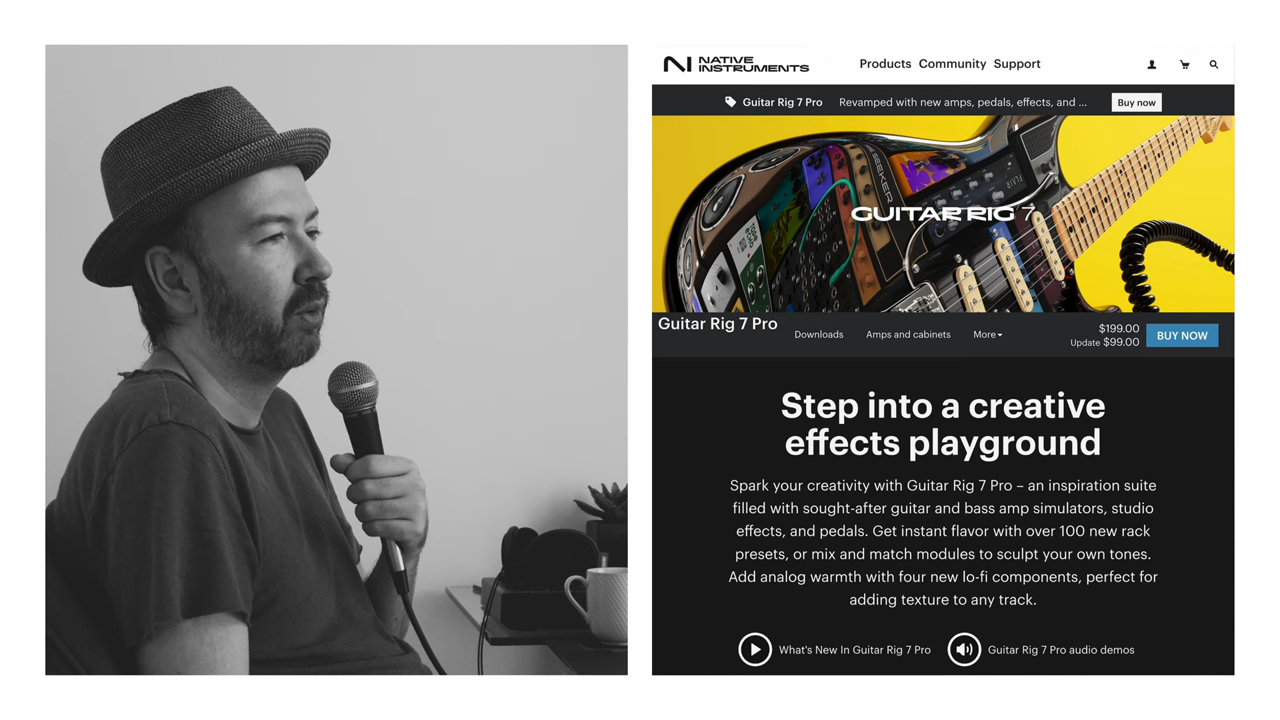 NATIVE
INSTRUMENTS
Products Community Support
Guitar Rig 7 Pro Revamped with new amps, pedals, effects, and ... Buy now
SEEKER
FLAIR
GUITAR RIG 7
Guitar Rig 7 Pro
Downloads Amps and cabinets More
$199.00
Update $99.00
BUY NOW
Step into a creative
effects playground
Spark your creativity with Guitar Rig 7 Pro – an inspiration suite
filled with sought-after guitar and bass amp simulators, studio
effects, and pedals. Get instant flavor with over 100 new rack
presets, or mix and match modules to sculpt your own tones.
Add analog warmth with four new lo-fi components, perfect for
adding texture to any track.
What's New In Guitar Rig 7 Pro Guitar Rig 7 Pro audio demos